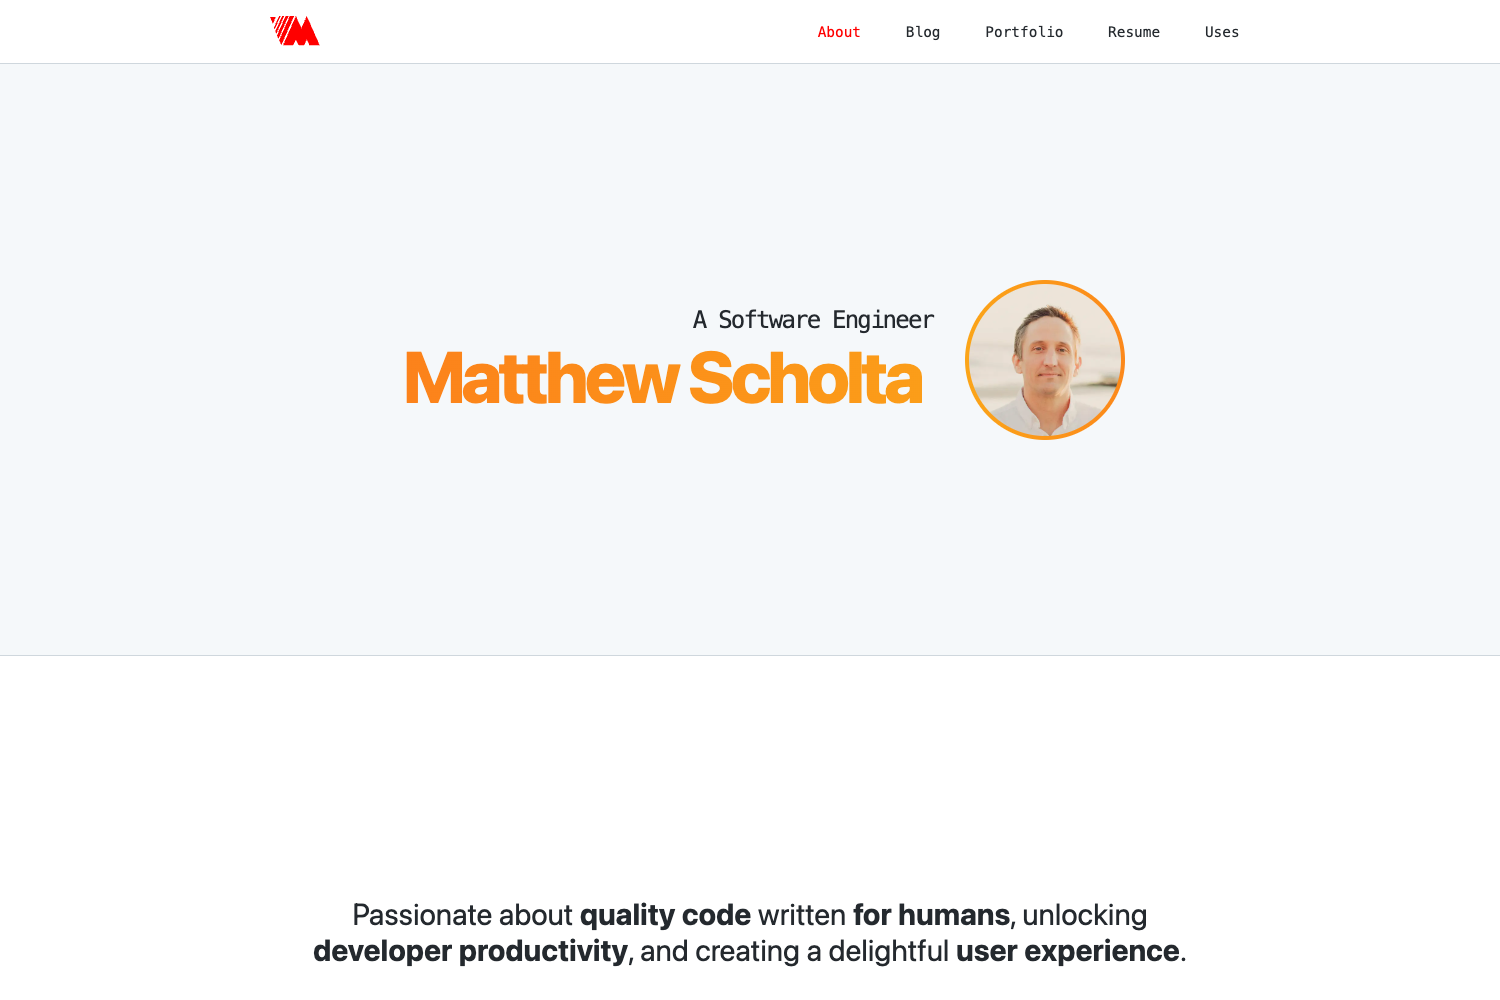 About Blog Portfolio Resume Uses
A Software Engineer
Matthew Scholta
Passionate about quality code written for humans, unlocking
developer productivity, and creating a delightful user experience.